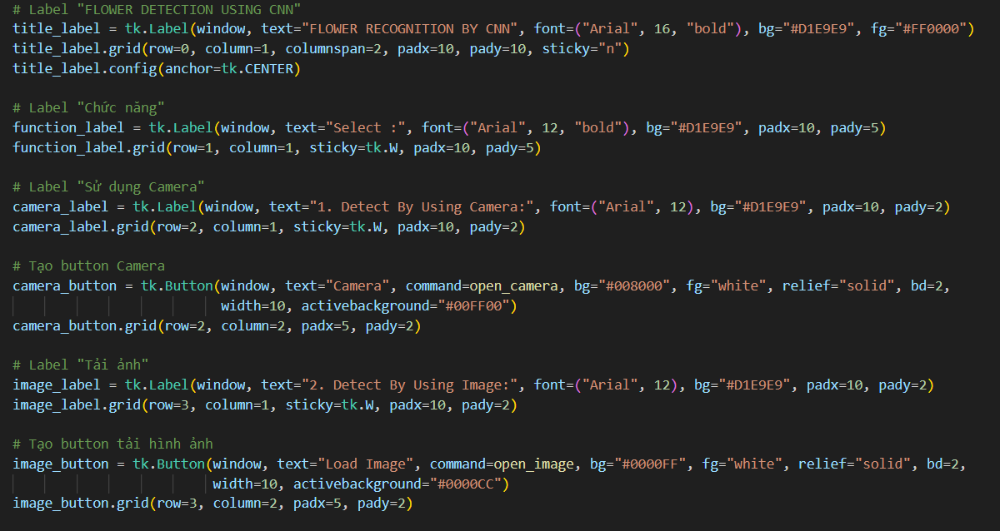 # Label "FLOWER DETECTION USING CNN"
title_label = tk.Label(window, text="FLOWER RECOGNITION BY CNN", font=("Arial", 16, "bold"), bg="#D1E9E9", fg="#FF0000")
title_label.grid(row=0, column=1, columnspan=2, padx=10, pady=10, sticky="n")
title_label.config(anchor=tk.CENTER)
# Label "Chức năng"
function_label = tk.Label(window, text="Select :", font=("Arial", 12, "bold"), bg="#D1E9E9", padx=10, pady=5)
function_label.grid(row=1, column=1, sticky=tk.W, padx=10, pady=5)
# Label "Sử dụng Camera"
camera_label = tk.Label(window, text="1. Detect By Using Camera:", font=("Arial", 12), bg="#D1E9E9", padx=10, pady=2)
camera_label.grid(row=2, column=1, sticky=tk.W, padx=10, pady=2)
# Tạo button Camera
camera_button = tk.Button(window, text="Camera", command=open_camera, bg="#008000", fg="white", relief="solid", bd=2,
width=10, activebackground="#00FF00")
camera_button.grid(row=2, column=2, padx=5, pady=2)
# Label "Tải ảnh"
image_label = tk.Label(window, text="2. Detect By Using Image:", font=("Arial", 12), bg="#D1E9E9", padx=10, pady=2)
image_label.grid(row=3, column=1, sticky=tk.W, padx=10, pady=2)
# Tạo button tải hình ảnh
image_button = tk.Button(window, text="Load Image", command=open_image, bg="#0000FF", fg="white", relief="solid", bd=2,
width=10, activebackground="#0000CC")
image_button.grid(row=3, column=2, padx=5, pady=2)